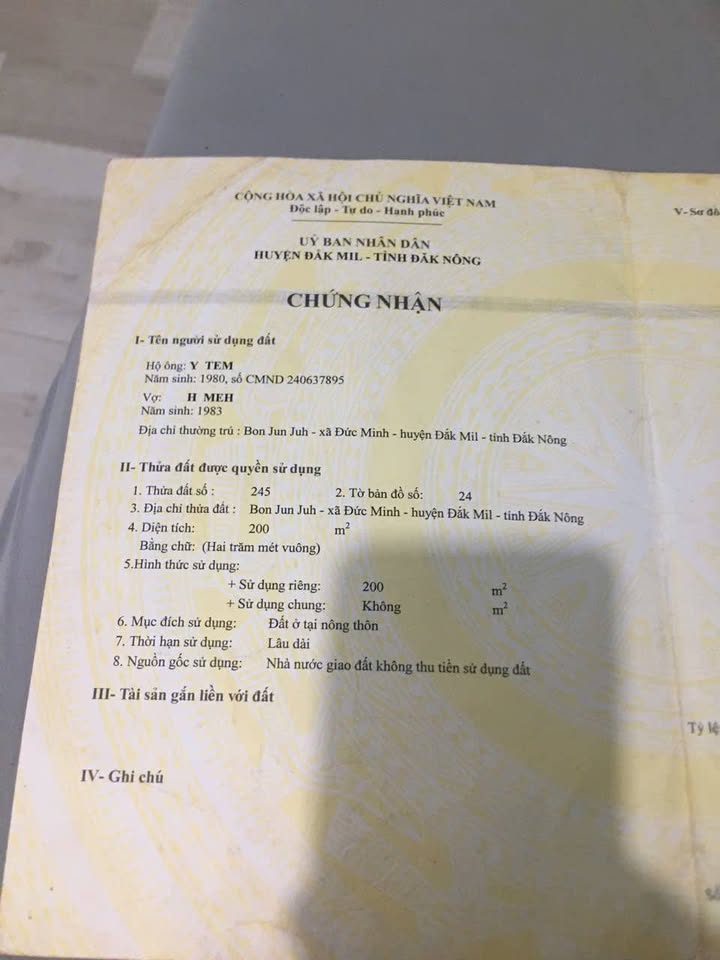 CỘNG HÒA XÃ HỘI CHỦ NGHĨA VIỆT NAM
Độc lập - Tự do - Hạnh phúc
V- Sơ đồ
UỶ BAN NHÂN DÂN
HUYỆN ĐẮK MIL - TỈNH ĐĂK NÔNG
CHỨNG NHẬN
I- Tên người sử dụng đất
Hộ ông: Y TEM
Năm sinh: 1980, số CMND 240637895
Vợ: H MEH
Năm sinh: 1983
Địa chỉ thường trú : Bon Jun Juh - xã Đức Minh - huyện Đắk Mil - tỉnh Đắk Nông
II- Thửa đất được quyền sử dụng
1. Thửa đất số : 245 2. Tờ bản đồ số: 24
3. Địa chỉ thửa đất : Bon Jun Juh - xã Đức Minh - huyện Đắk Mil - tỉnh Đắk Nông
4. Diện tích: 200 m²
Bằng chữ: (Hai trăm mét vuông)
5.Hình thức sử dụng:
+ Sử dụng riêng: 200 m²
+ Sử dụng chung: Không m²
6. Mục đích sử dụng: Đất ở tại nông thôn
7. Thời hạn sử dụng: Lâu dài
8. Nguồn gốc sử dụng: Nhà nước giao đất không thu tiền sử dụng đất
III- Tài sản gắn liền với đất
Tỷ lệ
IV- Ghi chú